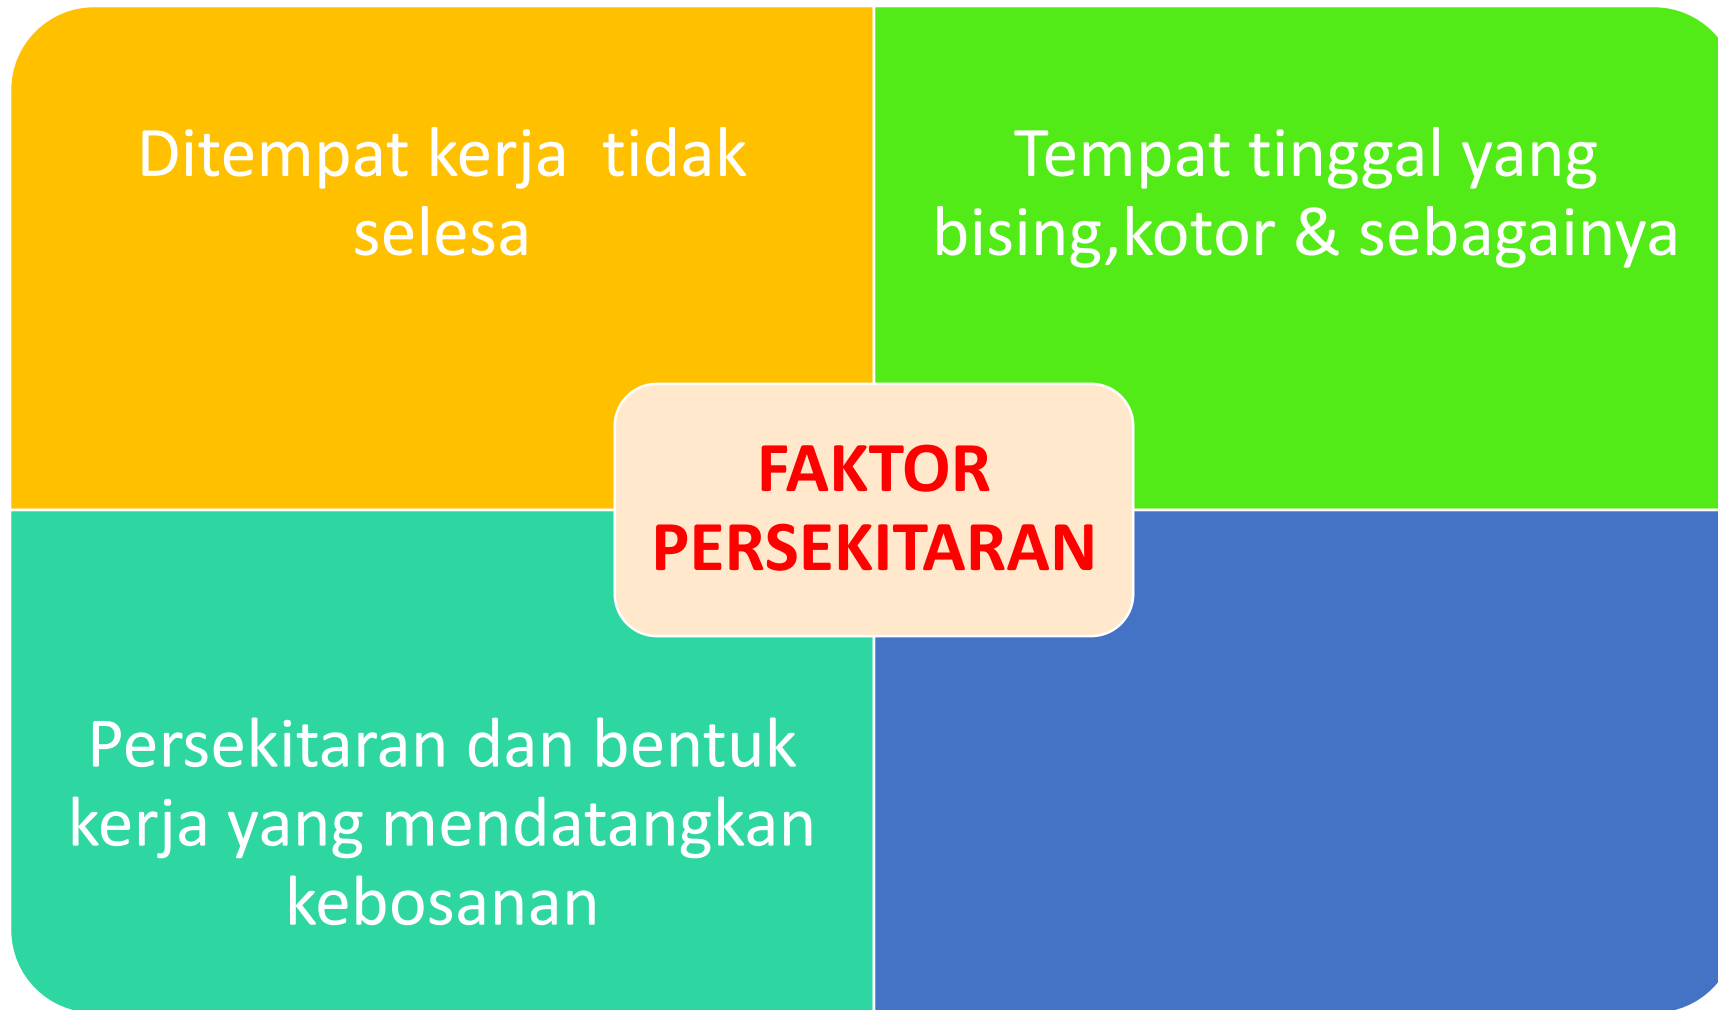 Ditempat kerja  tidak
selesa
Tempat tinggal yang
bising,kotor & sebagainya
FAKTOR
PERSEKITARAN
Persekitaran dan bentuk
kerja yang mendatangkan
kebosanan